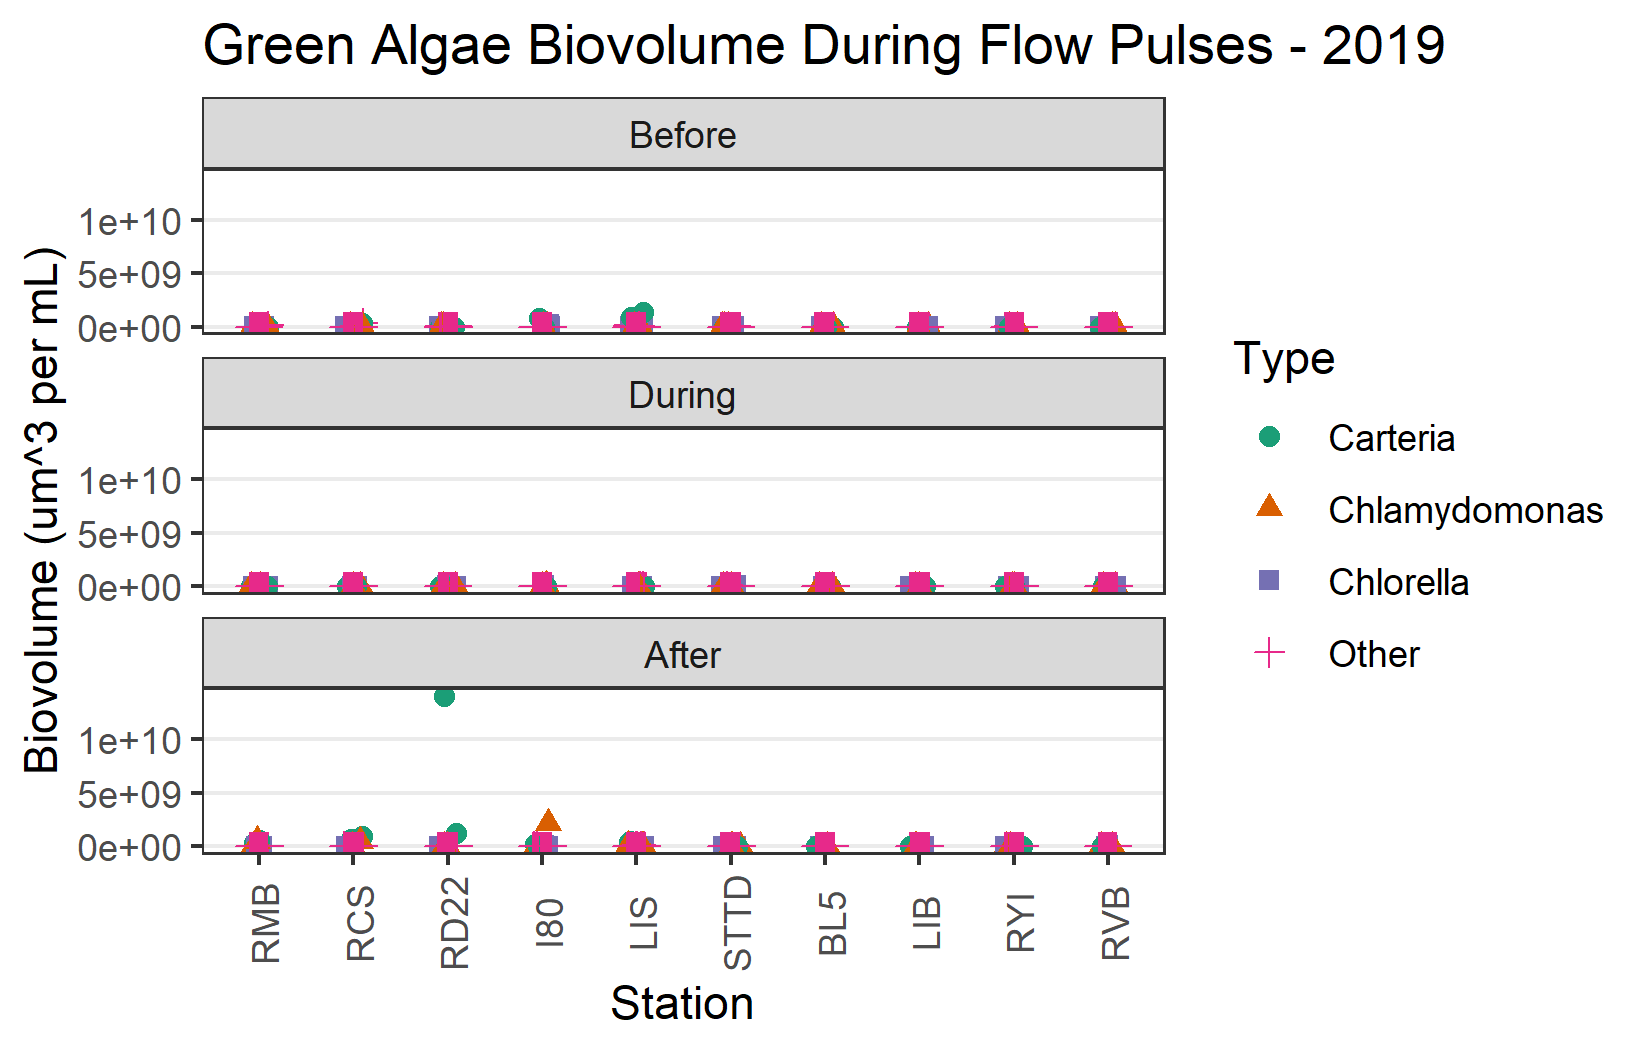 Green Algae Biovolume During Flow Pulses - 2019
Before
1e+10
5e+09
0e+00
During
1e+10
5e+09
0e+00
After
1e+10
5e+09
0e+00
Biovolume (um^3 per mL)
RMB
RCS
RD22
I80
LIS
STTD
BL5
LIB
RYI
RVB
Station
Type
Carteria
Chlamydomonas
Chlorella
Other